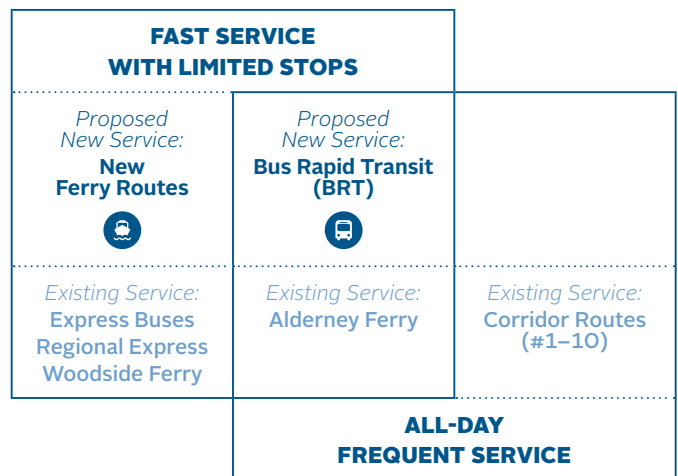 FAST SERVICE
WITH LIMITED STOPS
Proposed
New Service:
New
Ferry Routes
Proposed
New Service:
Bus Rapid Transit
(BRT)
Existing Service:
Express Buses
Regional Express
Woodside Ferry
Existing Service:
Alderney Ferry
Existing Service:
Corridor Routes
(#1–10)
ALL-DAY
FREQUENT SERVICE